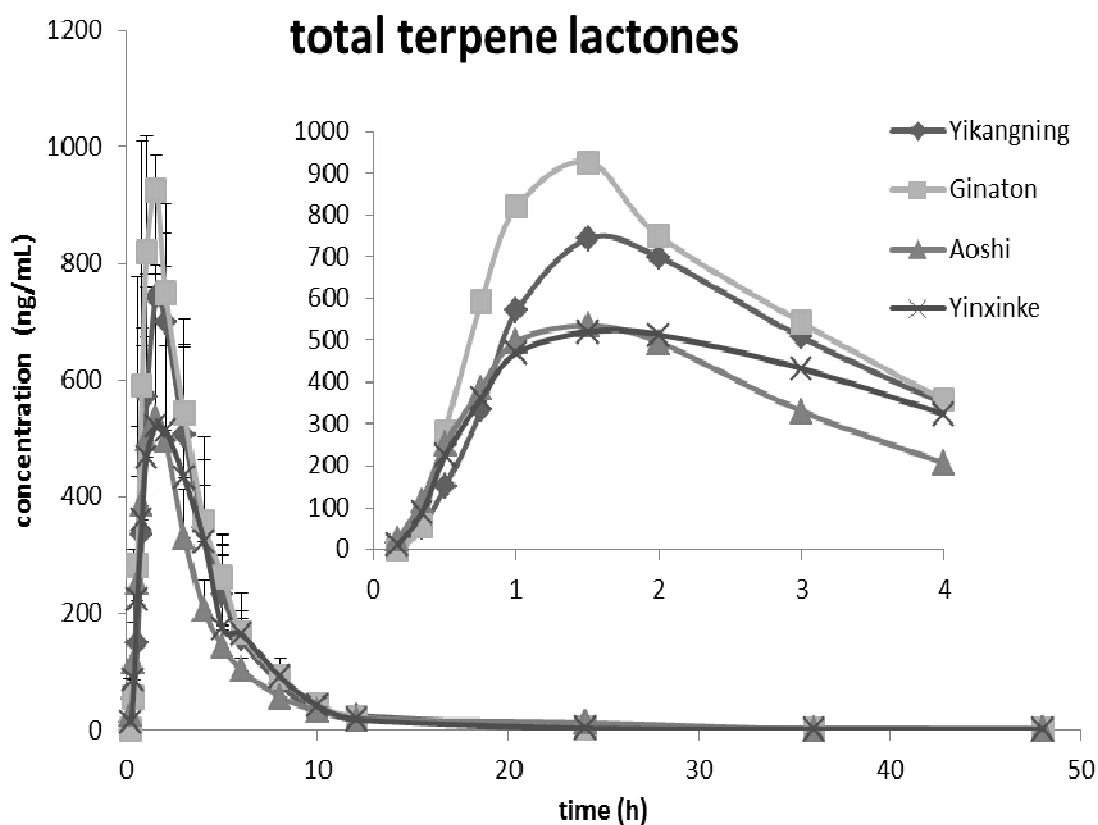 total terpene lactones
1200
1000
800
600
400
200
0
concentration (ng/mL)
1000
900
800
700
600
500
400
300
200
100
0
0 1 2 3 4
Yikangning
Ginaton
Aoshi
Yinxinke
0 10 20 30 40 50
time (h)